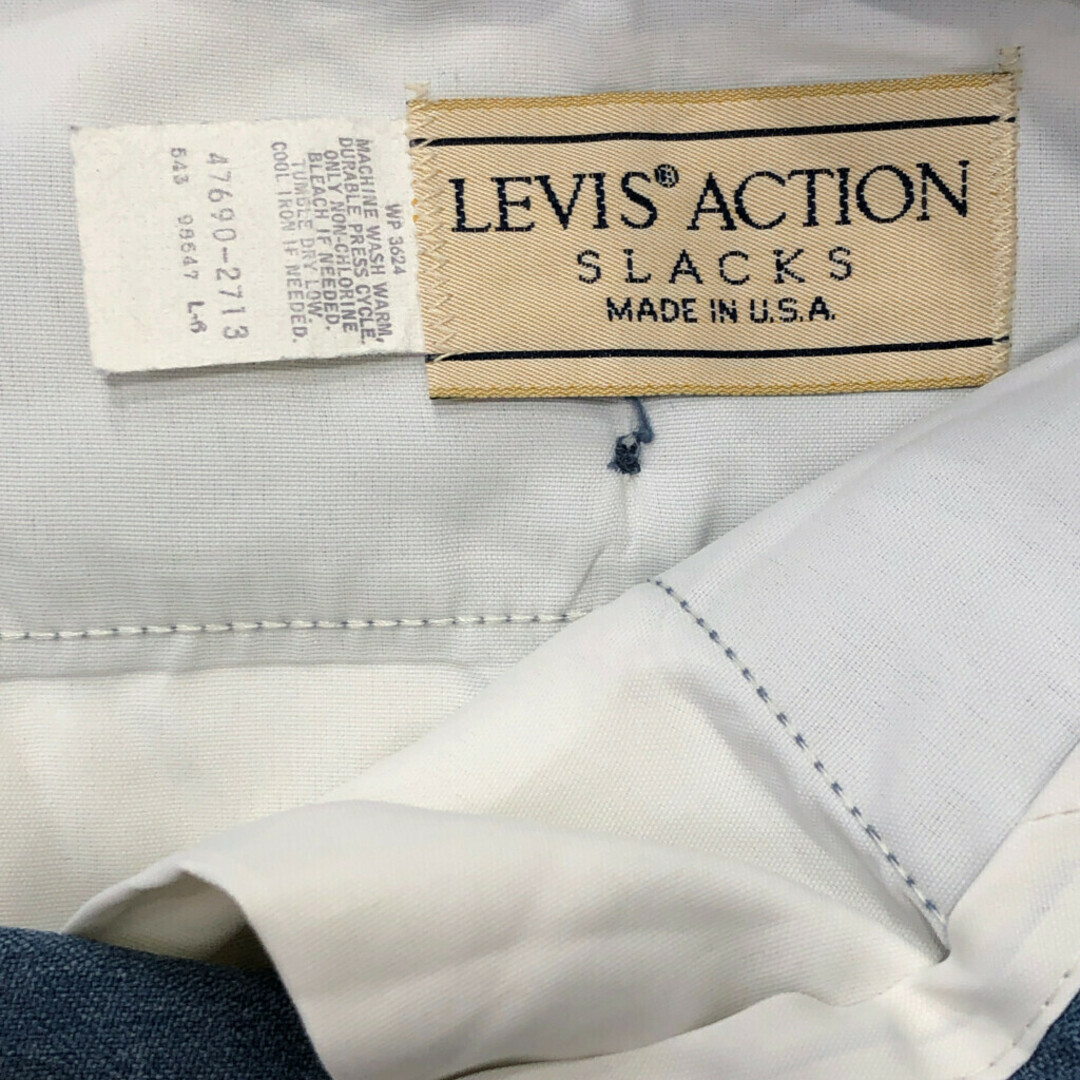 LEVIS® ACTION
SLACKS
MADE IN U.S.A.
WP 3624
MACHINE WASH WARM,
DURABLE PRESS CYCLE.
ONLY NON-CHLORINE
BLEACH IF NEEDED.
TUMBLE DRY LOW.
COOL IRON IF NEEDED.
47690-2713
543 99647 L-6